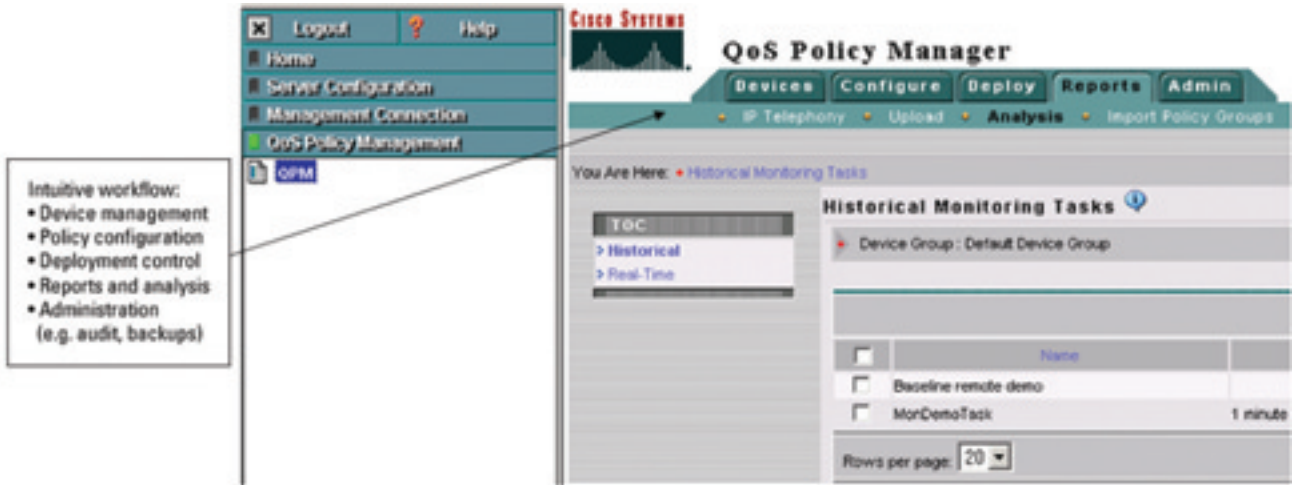 Logout ? Help
Home
Server Configuration
Management Connection
QoS Policy Management
QPM
Intuitive workflow:
• Device management
• Policy configuration
• Deployment control
• Reports and analysis
• Administration
(e.g. audit, backups)
CISCO SYSTEMS
QoS Policy Manager
Devices Configure Deploy Reports Admin
IP Telephony Upload Analysis Import Policy Groups
You Are Here: Historical Monitoring Tasks
TOC
> Historical
> Real-Time
Historical Monitoring Tasks
Device Group : Default Device Group
Name
Baseline remote demo
MonDemoTask 1 minute
Rows per page: 20